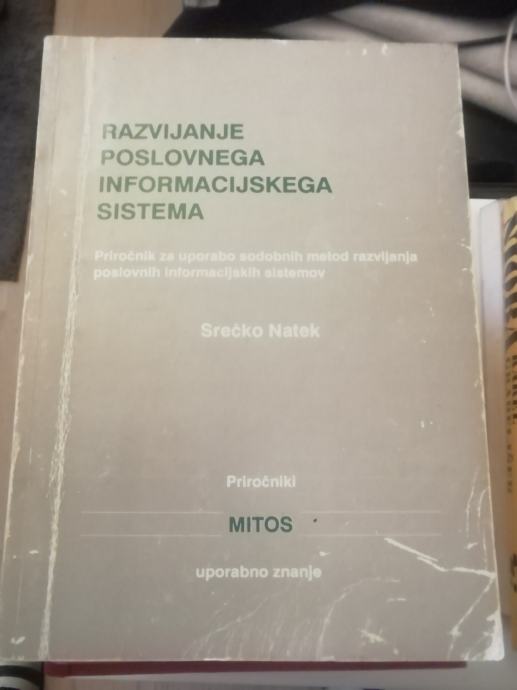 RAZVIJANJE
POSLOVNEGA
INFORMACIJSKEGA
SISTEMA
Priročnik za uporabo sodobnih metod razvijanja
poslovnih informacijskih sistemov
Srečko Natek
Priročniki
MITOS
uporabno znanje